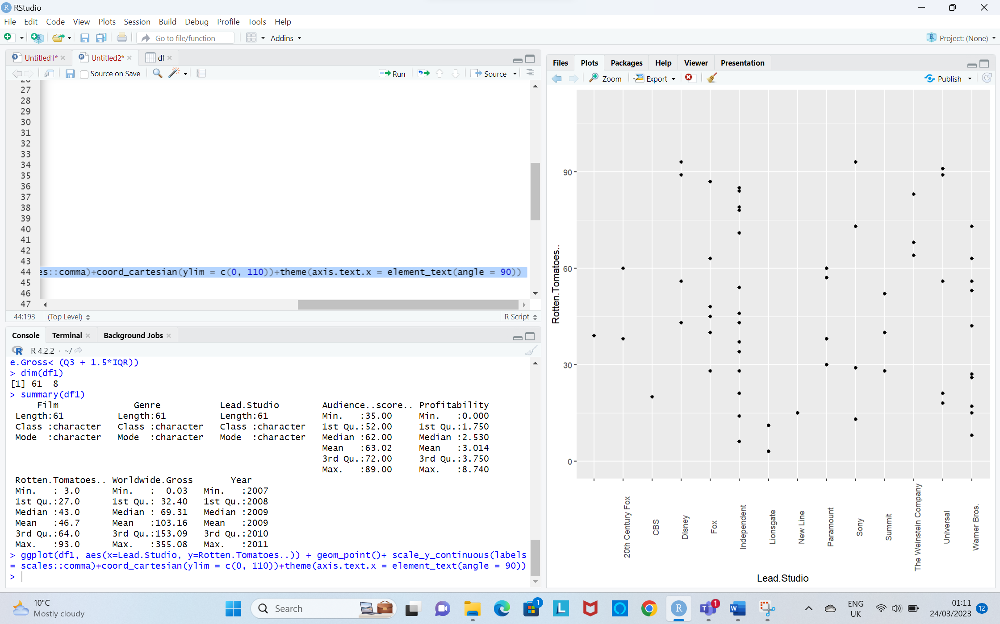 RStudio
File Edit Code View Plots Session Build Debug Profile Tools Help
Go to file/function Addins Project: (None)
Untitled1* Untitled2* df
Source on Save Run Source
27
28
29
30
31
32
33
34
35
36
37
38
39
40
41
42
43
44 es::comma)+coord_cartesian(ylim = c(0, 110))+theme(axis.text.x = element_text(angle = 90))
45
46
47
44:193 (Top Level) R Script
Console Terminal Background Jobs
R 4.2.2 · ~/
e.Gross< (Q3 + 1.5*IQR))
> dim(df1)
[1] 61  8
> summary(df1)
Film Genre Lead.Studio Audience..score.. Profitability
Length:61 Length:61 Length:61 Min. :35.00 Min. :0.000
Class :character Class :character Class :character 1st Qu.:52.00 1st Qu.:1.750
Mode :character Mode :character Mode :character Median :62.00 Median :2.530
Mean :63.02 Mean :3.014
3rd Qu.:72.00 3rd Qu.:3.750
Max. :89.00 Max. :8.740
Rotten.Tomatoes.. Worldwide.Gross Year
Min. : 3.0 Min. : 0.03 Min. :2007
1st Qu.:27.0 1st Qu.: 32.40 1st Qu.:2008
Median :43.0 Median : 69.31 Median :2009
Mean :46.7 Mean :103.16 Mean :2009
3rd Qu.:64.0 3rd Qu.:153.09 3rd Qu.:2010
Max. :93.0 Max. :355.08 Max. :2011
> ggplot(df1, aes(x=Lead.Studio, y=Rotten.Tomatoes..)) + geom_point()+ scale_y_continuous(labels
= scales::comma)+coord_cartesian(ylim = c(0, 110))+theme(axis.text.x = element_text(angle = 90))
>
Files Plots Packages Help Viewer Presentation
Zoom Export Publish
Rotten.Tomatoes..
90
60
30
0
20th Century Fox
CBS
Disney
Fox
Independent
Lionsgate
New Line
Paramount
Sony
Summit
The Weinstein Company
Universal
Warner Bros.
Lead.Studio
10°C
Mostly cloudy
Search
1
L
T 1
W
R
ENG
UK
01:11
24/03/2023
12